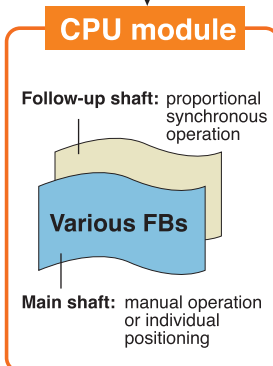 CPU module
Follow-up shaft: proportional
synchronous
operation
Various FBs
Main shaft: manual operation
or individual
positioning